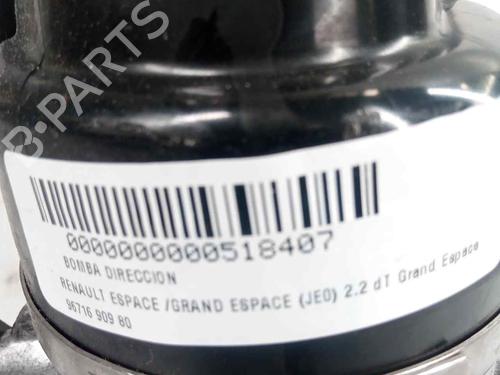 B-PARTS
0000000000518407
BOMBA DIRECCION
RENAULT ESPACE /GRAND ESPACE (JE0) 2.2 dT Grand Espace
96716 909 80